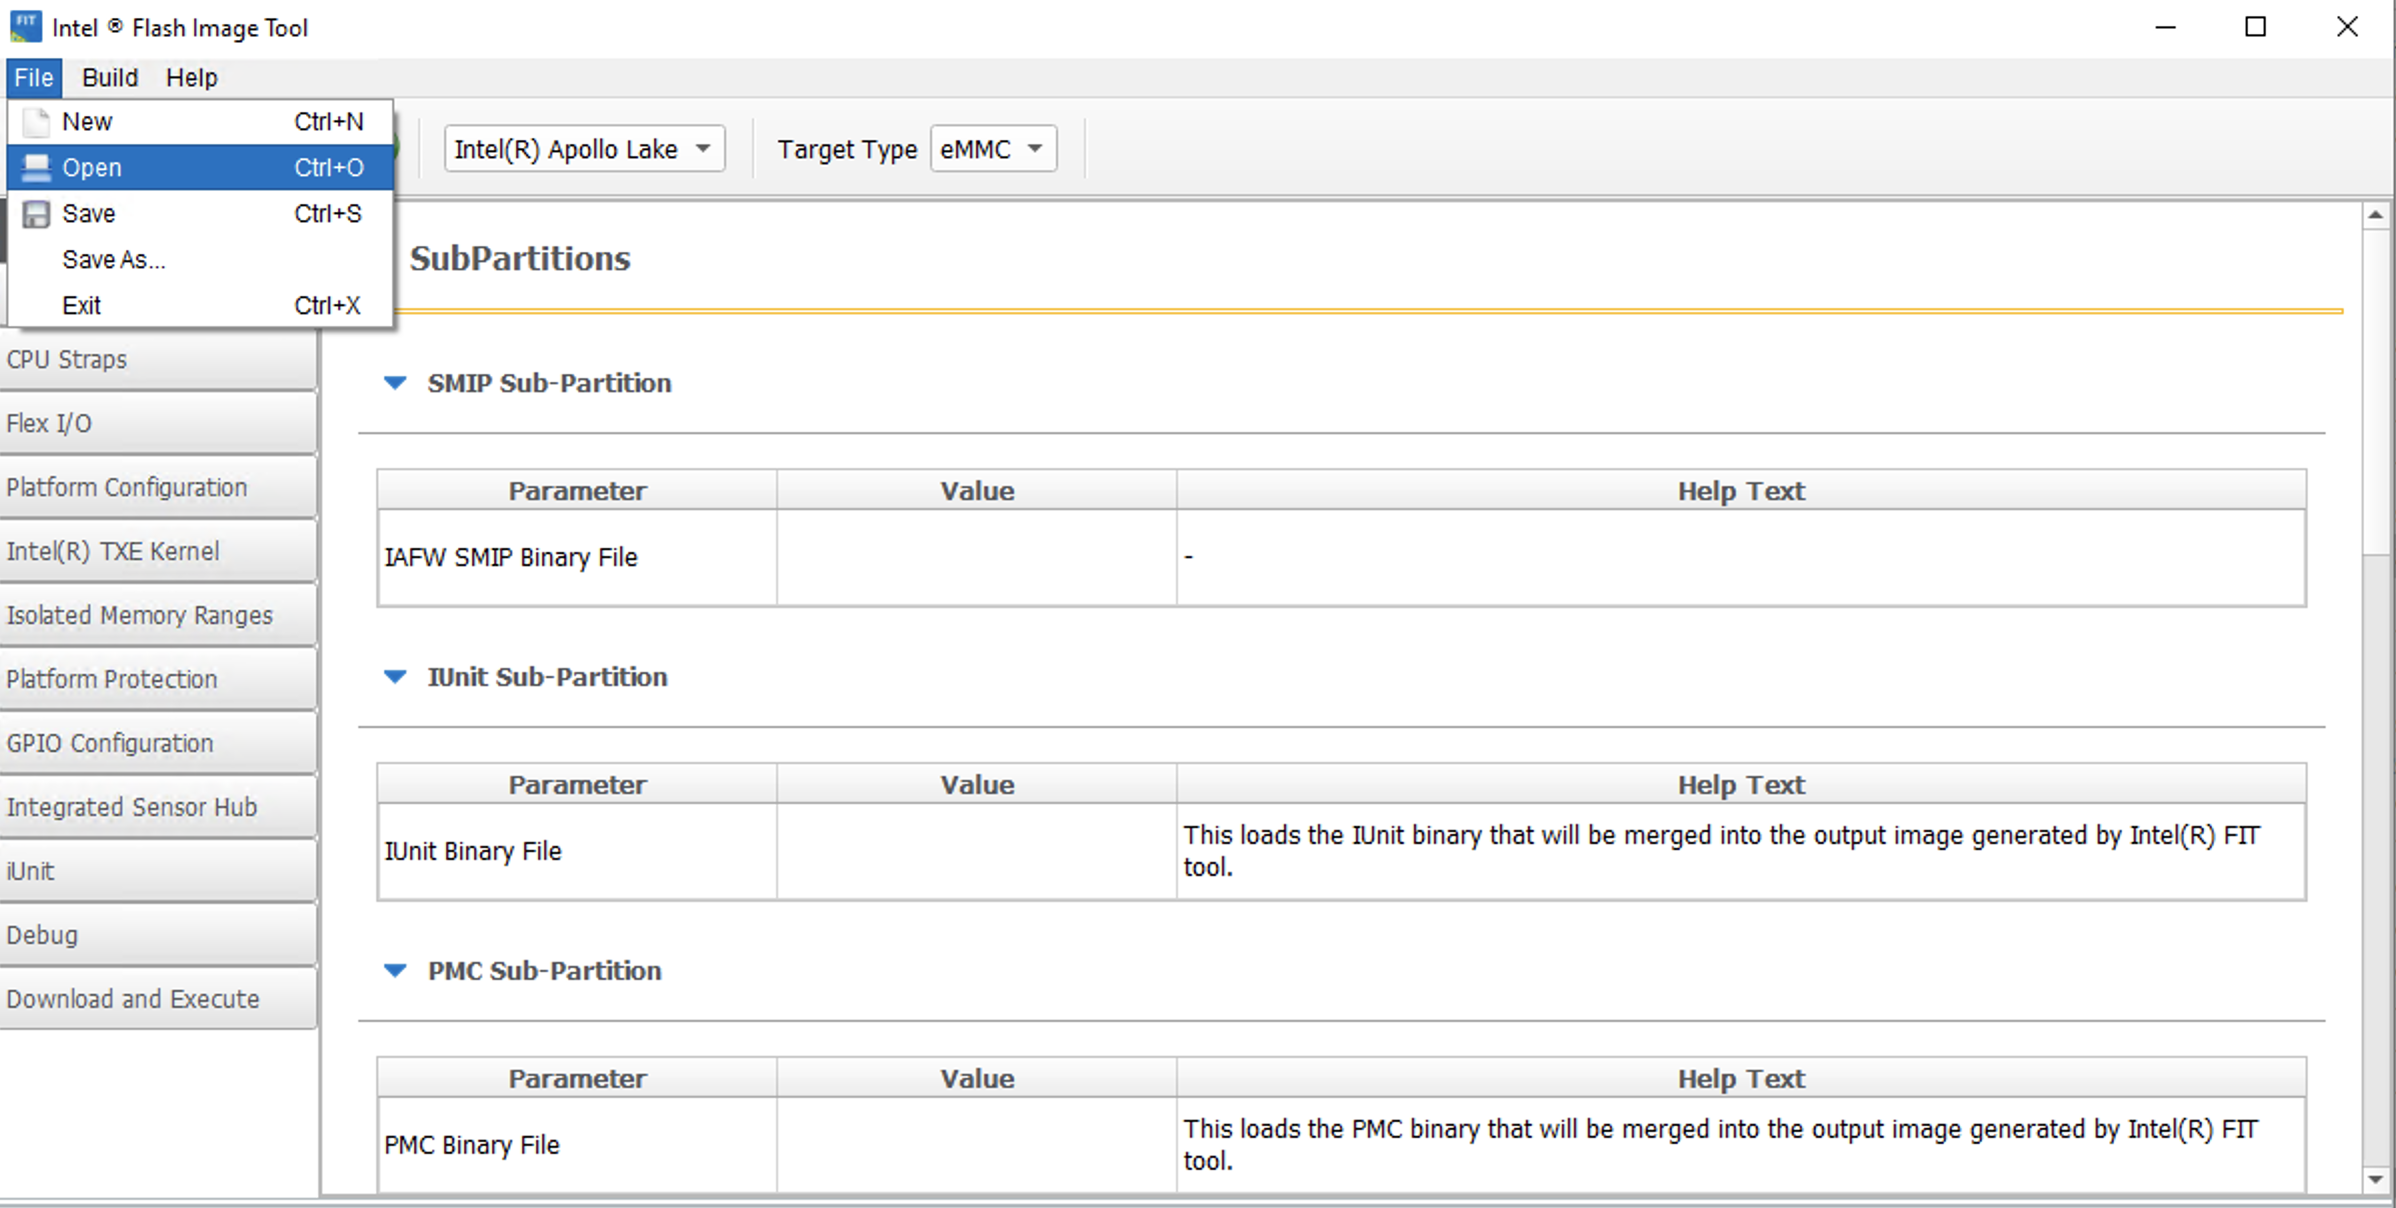 FIT
Intel ® Flash Image Tool
File Build Help
New Ctrl+N
Open Ctrl+O
Save Ctrl+S
Save As...
Exit Ctrl+X
Intel(R) Apollo Lake
Target Type eMMC
CPU Straps
Flex I/O
Platform Configuration
Intel(R) TXE Kernel
Isolated Memory Ranges
Platform Protection
GPIO Configuration
Integrated Sensor Hub
iUnit
Debug
Download and Execute
SubPartitions
SMIP Sub-Partition
Parameter Value Help Text
IAFW SMIP Binary File -
IUnit Sub-Partition
Parameter Value Help Text
IUnit Binary File
This loads the IUnit binary that will be merged into the output image generated by Intel(R) FIT
tool.
PMC Sub-Partition
Parameter Value Help Text
PMC Binary File
This loads the PMC binary that will be merged into the output image generated by Intel(R) FIT
tool.